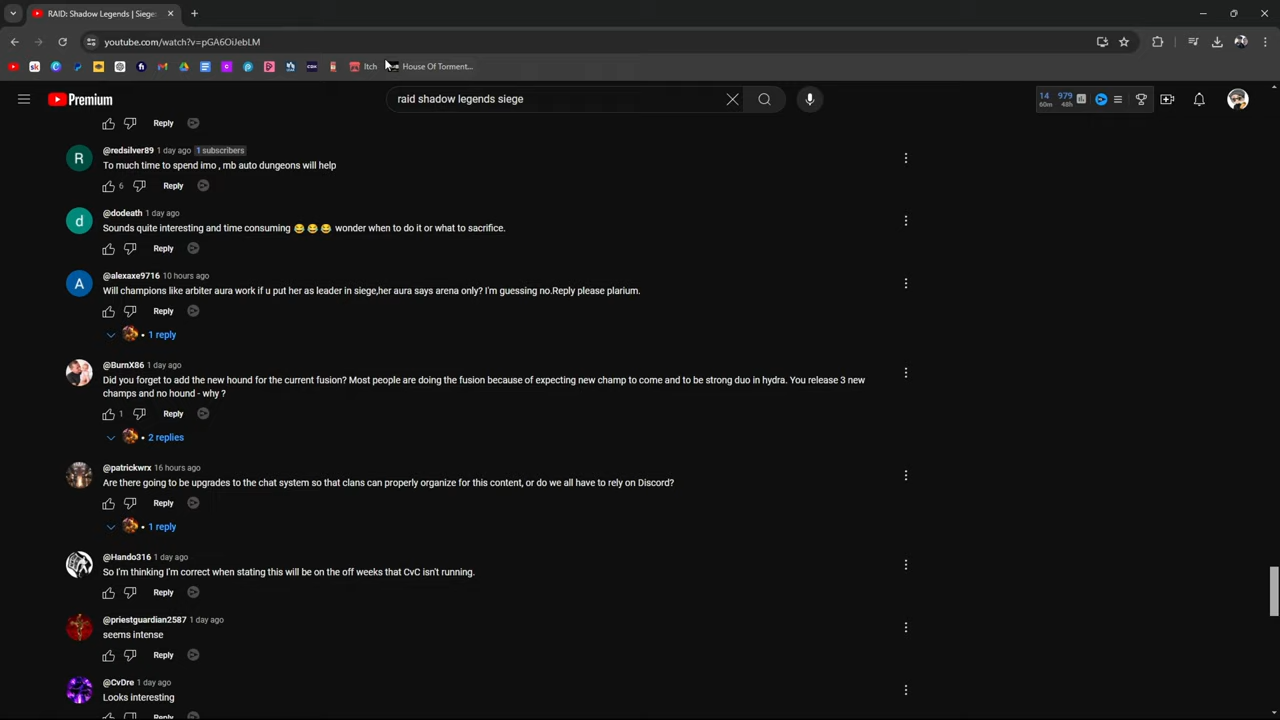 RAID: Shadow Legends | Siege
youtube.com/watch?v=pGA6OiJebLM
Itch
House Of Torment...
Premium
raid shadow legends siege
14 60m 979 48h
Reply
@redsilver89 1 day ago 1 subscribers
To much time to spend imo , mb auto dungeons will help
6 Reply
@dodeath 1 day ago
Sounds quite interesting and time consuming 😂 😂 😂 wonder when to do it or what to sacrifice.
Reply
@alexaxe9716 10 hours ago
Will champions like arbiter aura work if u put her as leader in siege,her aura says arena only? I'm guessing no.Reply please plarium.
Reply
• 1 reply
@BurnX86 1 day ago
Did you forget to add the new hound for the current fusion? Most people are doing the fusion because of expecting new champ to come and to be strong duo in hydra. You release 3 new
champs and no hound - why ?
1 Reply
• 2 replies
@patrickwrx 16 hours ago
Are there going to be upgrades to the chat system so that clans can properly organize for this content, or do we all have to rely on Discord?
Reply
• 1 reply
@Hando316 1 day ago
So I'm thinking I'm correct when stating this will be on the off weeks that CvC isn't running.
Reply
@priestguardian2587 1 day ago
seems intense
Reply
@CvDre 1 day ago
Looks interesting
Reply